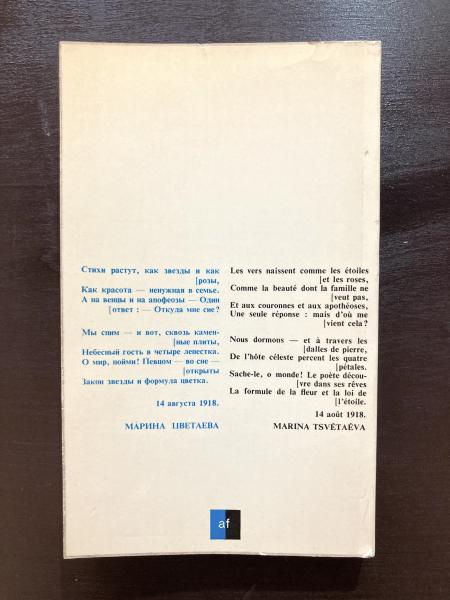 Стихи растут, как звезды и как
[розы,
Как красота — ненужная в семье.
А на венцы и на апофеозы — Один
[ответ : — Откуда мне сие?
Мы спим — и вот, сквозь камен-
[ные плиты,
Небесный гость в четыре лепестка.
О мир, пойми! Певцом — во сне —
[открыты
Закон звезды и формула цветка.
14 августа 1918.
МАРИНА ЦВЕТАЕВА
Les vers naissent comme les étoiles
[et les roses,
Comme la beauté dont la famille ne
[veut pas,
Et aux couronnes et aux apothéoses,
Une seule réponse : mais d'où me
[vient cela?
Nous dormons — et à travers les
[dalles de pierre,
De l'hôte céleste percent les quatre
[pétales.
Sache-le, o monde! Le poète décou-
[vre dans ses rêves
La formule de la fleur et la loi de
[l'étoile.
14 août 1918.
MARINA TSVÉTAÉVA
af